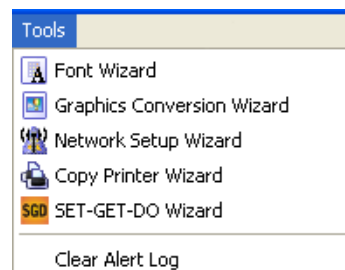 Tools
A Font Wizard
Graphics Conversion Wizard
Network Setup Wizard
Copy Printer Wizard
SGD SET-GET-DO Wizard
Clear Alert Log